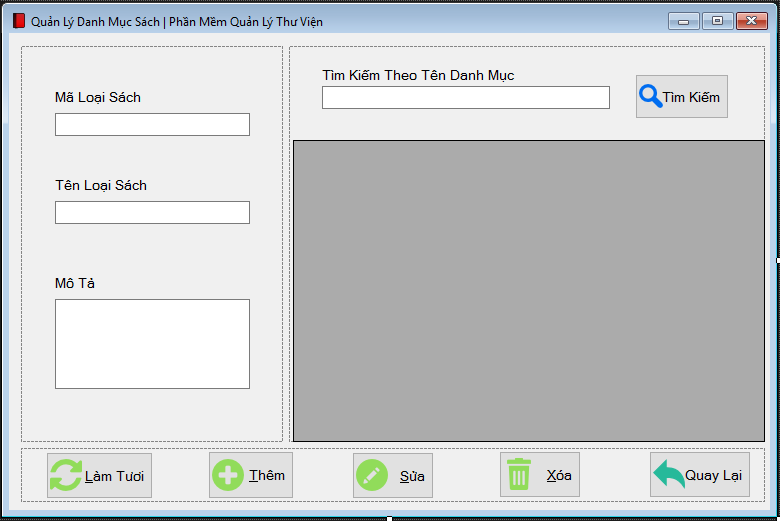 Quản Lý Danh Mục Sách | Phần Mềm Quản Lý Thư Viện
Mã Loại Sách
Tên Loại Sách
Mô Tả
Tìm Kiếm Theo Tên Danh Mục
Tìm Kiếm
Làm Tươi
Thêm
Sửa
Xóa
Quay Lại